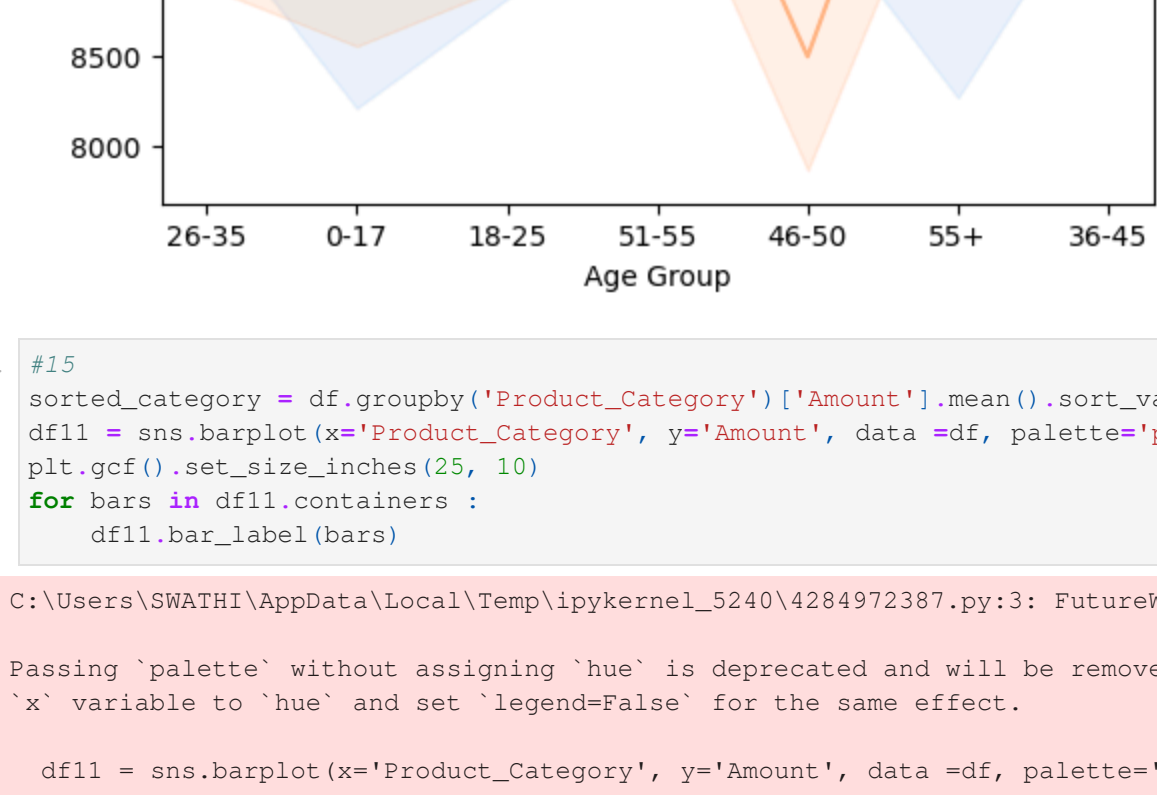 8500
8000
26-35 0-17 18-25 51-55 46-50 55+ 36-45
Age Group
#15
sorted_category = df.groupby('Product_Category')['Amount'].mean().sort_va
df11 = sns.barplot(x='Product_Category', y='Amount', data =df, palette='p
plt.gcf().set_size_inches(25, 10)
for bars in df11.containers :
    df11.bar_label(bars)
C:\Users\SWATHI\AppData\Local\Temp\ipykernel_5240\4284972387.py:3: FutureW
Passing `palette` without assigning `hue` is deprecated and will be remove
`x` variable to `hue` and set `legend=False` for the same effect.
  df11 = sns.barplot(x='Product_Category', y='Amount', data =df, palette='